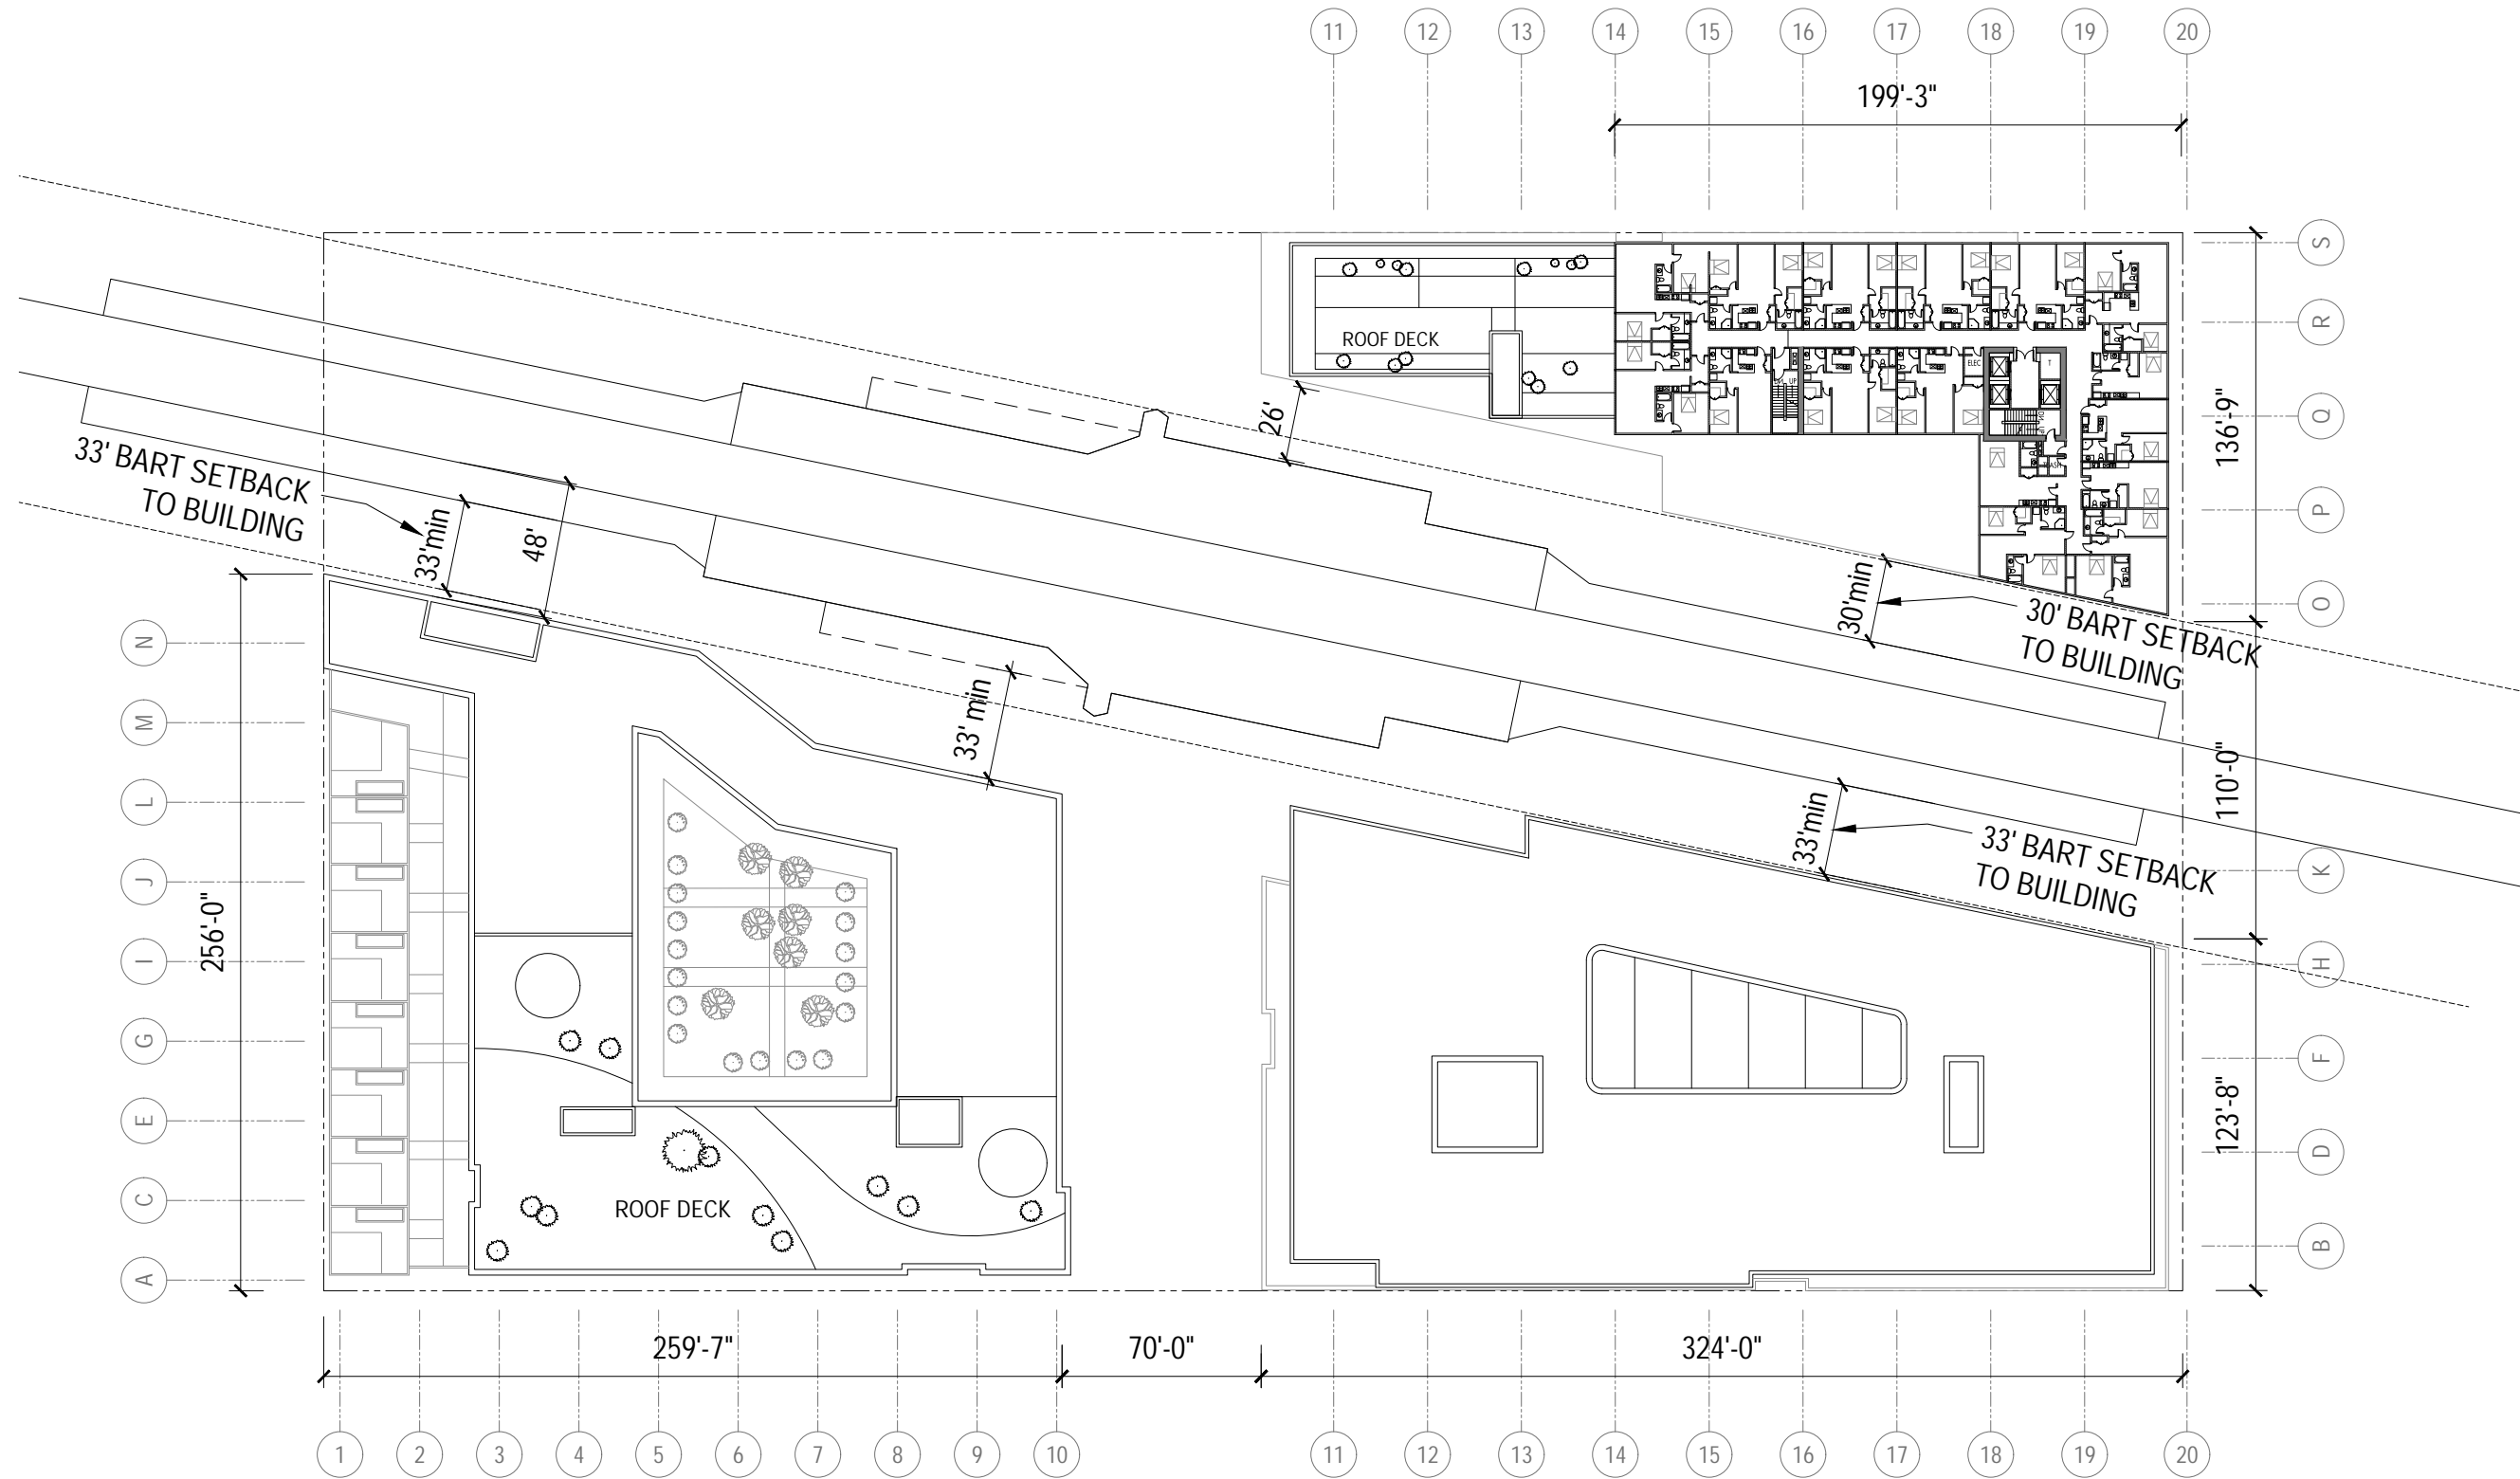 11 12 13 14 15 16 17 18 19 20
199'-3"
S
R
Q
P
O
K
H
F
D
B
136'-9"
110'-0"
123'-8"
ROOF DECK
ELEC
T
UP
26'
33' BART SETBACK
TO BUILDING
33'min
48'
30'min
30' BART SETBACK
TO BUILDING
33' min
33'min
33' BART SETBACK
TO BUILDING
N
M
L
J
I
G
E
C
A
256'-0"
ROOF DECK
259'-7"
70'-0"
324'-0"
1 2 3 4 5 6 7 8 9 10 11 12 13 14 15 16 17 18 19 20